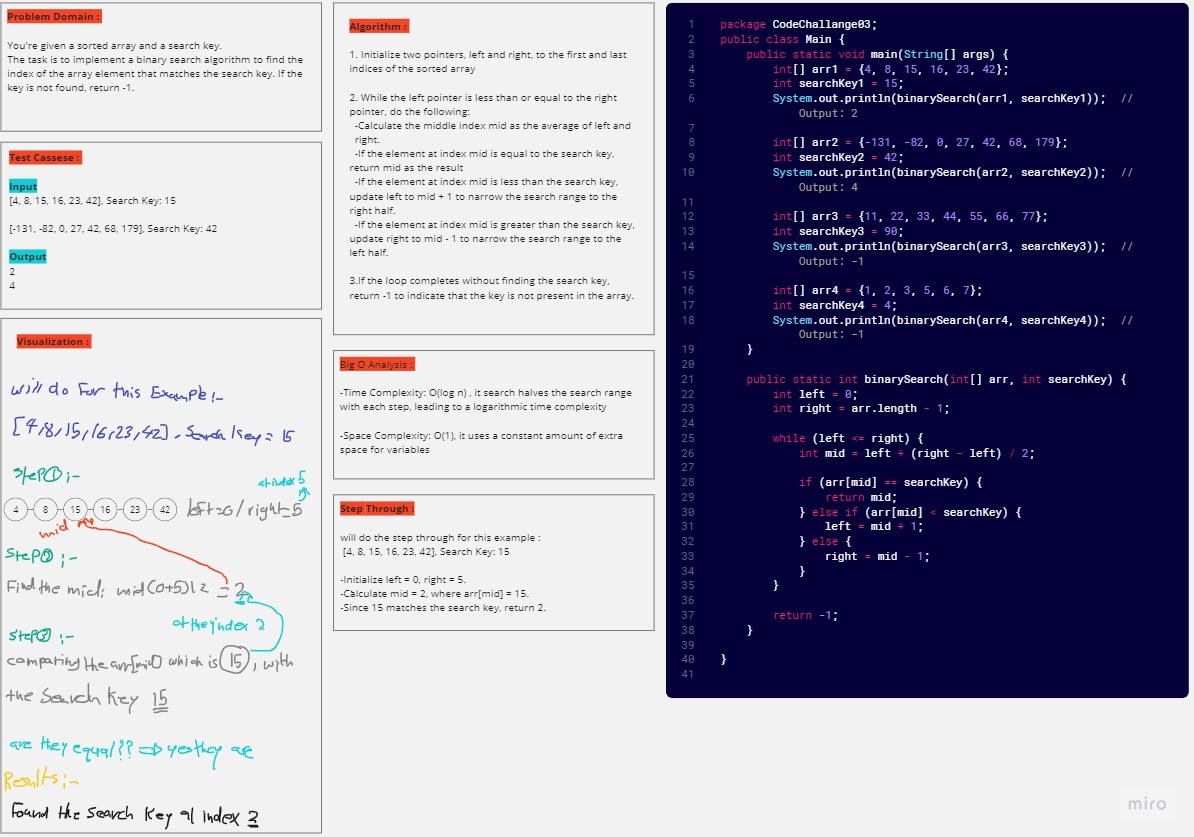 Problem Domain :
You're given a sorted array and a search key.
The task is to implement a binary search algorithm to find the
index of the array element that matches the search key. If the
key is not found, return -1.
Test Cassese :
Input
[4, 8, 15, 16, 23, 42], Search Key: 15
[-131, -82, 0, 27, 42, 68, 179], Search Key: 42
Output
2
4
Visualization :
will do For this Example :-
[4,8,15,16,23,42], Search key = 15
Step① :-
at index 5
4 8 15 16 23 42 left=0 / right=5
mid
Step② :-
Find the mid: mid(0+5)/2 = 2
at the index 2
Step③ :-
comparing the arr[mid] which is 15, with
the Search key 15
are they equal?? ⇒ yes they are
Results :-
Found the Search key at index 2
Algorithm :
1. Initialize two pointers, left and right, to the first and last
indices of the sorted array
2. While the left pointer is less than or equal to the right
pointer, do the following:
-Calculate the middle index mid as the average of left and
right.
-If the element at index mid is equal to the search key,
return mid as the result
-If the element at index mid is less than the search key,
update left to mid + 1 to narrow the search range to the
right half.
-If the element at index mid is greater than the search key,
update right to mid - 1 to narrow the search range to the
left half.
3.If the loop completes without finding the search key,
return -1 to indicate that the key is not present in the array.
Big O Analysis :
-Time Complexity: O(log n) , it search halves the search range
with each step, leading to a logarithmic time complexity
-Space Complexity: O(1), it uses a constant amount of extra
space for variables
Step Through :
will do the step through for this example :
[4, 8, 15, 16, 23, 42], Search Key: 15
-Initialize left = 0, right = 5.
-Calculate mid = 2, where arr[mid] = 15.
-Since 15 matches the search key, return 2.
1 package CodeChallange03;
2 public class Main {
3 public static void main(String[] args) {
4 int[] arr1 = {4, 8, 15, 16, 23, 42};
5 int searchKey1 = 15;
6 System.out.println(binarySearch(arr1, searchKey1)); //
Output: 2
7
8 int[] arr2 = {-131, -82, 0, 27, 42, 68, 179};
9 int searchKey2 = 42;
10 System.out.println(binarySearch(arr2, searchKey2)); //
Output: 4
11
12 int[] arr3 = {11, 22, 33, 44, 55, 66, 77};
13 int searchKey3 = 90;
14 System.out.println(binarySearch(arr3, searchKey3)); //
Output: -1
15
16 int[] arr4 = {1, 2, 3, 5, 6, 7};
17 int searchKey4 = 4;
18 System.out.println(binarySearch(arr4, searchKey4)); //
Output: -1
19 }
20
21 public static int binarySearch(int[] arr, int searchKey) {
22 int left = 0;
23 int right = arr.length - 1;
24
25 while (left <= right) {
26 int mid = left + (right - left) / 2;
27
28 if (arr[mid] == searchKey) {
29 return mid;
30 } else if (arr[mid] < searchKey) {
31 left = mid + 1;
32 } else {
33 right = mid - 1;
34 }
35 }
36
37 return -1;
38 }
39
40 }
41
miro